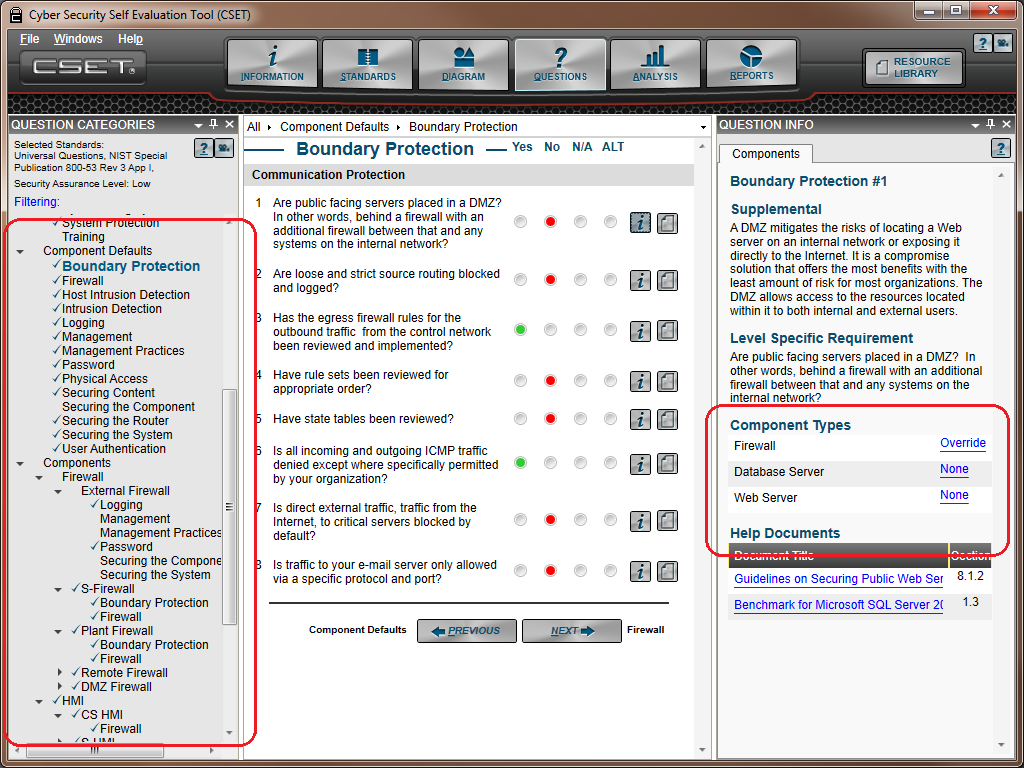 Cyber Security Self Evaluation Tool (CSET)
File Windows Help
CSET
INFORMATION
STANDARDS
DIAGRAM
QUESTIONS
ANALYSIS
REPORTS
RESOURCE
LIBRARY
QUESTION CATEGORIES
Selected Standards:
Universal Questions, NIST Special
Publication 800-53 Rev 3 App I,
Security Assurance Level: Low
Filtering:
System Protection
Training
Component Defaults
Boundary Protection
Firewall
Host Intrusion Detection
Intrusion Detection
Logging
Management
Management Practices
Password
Physical Access
Securing Content
Securing the Component
Securing the Router
Securing the System
User Authentication
Components
Firewall
External Firewall
Logging
Management
Management Practices
Password
Securing the Compone
Securing the System
S-Firewall
Boundary Protection
Firewall
Plant Firewall
Boundary Protection
Firewall
Remote Firewall
DMZ Firewall
HMI
CS HMI
Firewall
S-HMI
All Component Defaults Boundary Protection
Boundary Protection Yes No N/A ALT
Communication Protection
1 Are public facing servers placed in a DMZ?
In other words, behind a firewall with an
additional firewall between that and any
systems on the internal network?
2 Are loose and strict source routing blocked
and logged?
3 Has the egress firewall rules for the
outbound traffic from the control network
been reviewed and implemented?
4 Have rule sets been reviewed for
appropriate order?
5 Have state tables been reviewed?
6 Is all incoming and outgoing ICMP traffic
denied except where specifically permitted
by your organization?
7 Is direct external traffic, traffic from the
Internet, to critical servers blocked by
default?
8 Is traffic to your e-mail server only allowed
via a specific protocol and port?
Component Defaults PREVIOUS NEXT Firewall
QUESTION INFO
Components
Boundary Protection #1
Supplemental
A DMZ mitigates the risks of locating a Web
server on an internal network or exposing it
directly to the Internet. It is a compromise
solution that offers the most benefits with the
least amount of risk for most organizations. The
DMZ allows access to the resources located
within it to both internal and external users.
Level Specific Requirement
Are public facing servers placed in a DMZ? In
other words, behind a firewall with an additional
firewall between that and any systems on the
internal network?
Component Types
Firewall Override
Database Server None
Web Server None
Help Documents
Document Title Section
Guidelines on Securing Public Web Ser 8.1.2
Benchmark for Microsoft SQL Server 20 1.3